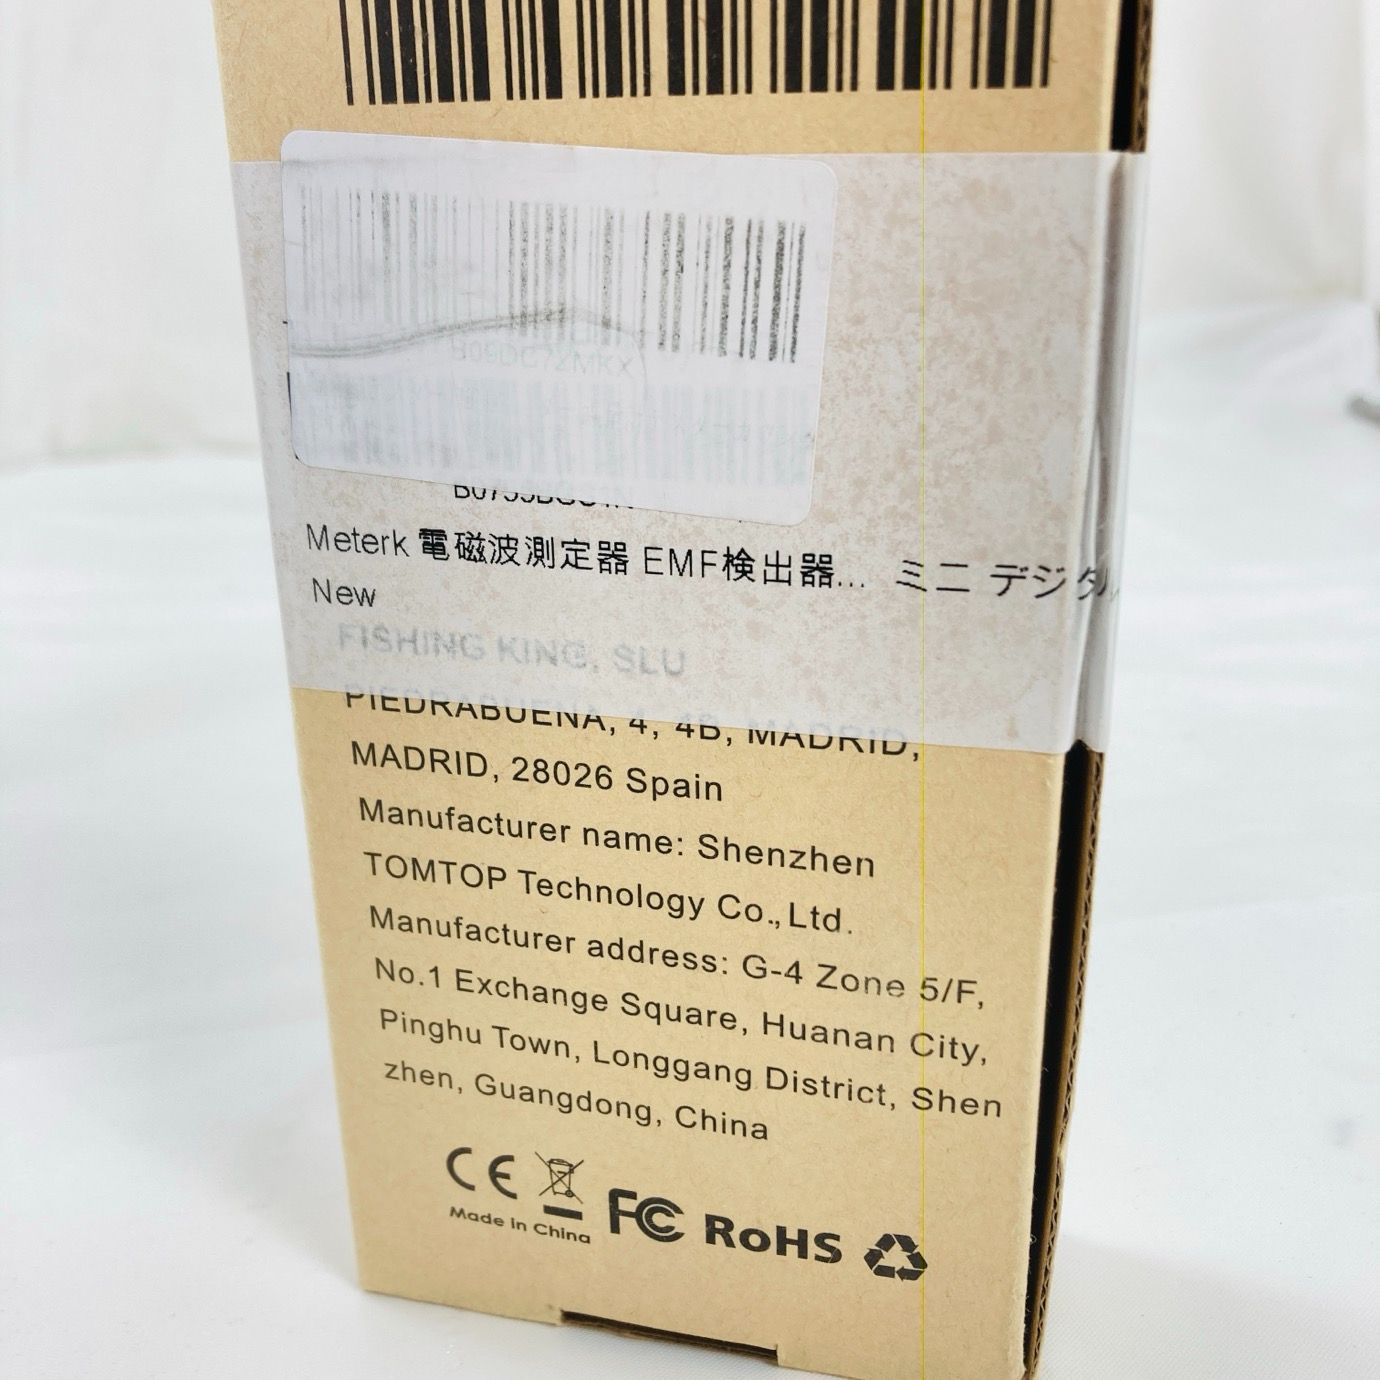 Meterk 電磁波測定器 EMF検出器... ミニ デジタル
New
FISHING KING, SLU
PIEDRABUENA, 4, 4B, MADRID,
MADRID, 28026 Spain
Manufacturer name: Shenzhen
TOMTOP Technology Co., Ltd.
Manufacturer address: G-4 Zone 5/F,
No.1 Exchange Square, Huanan City,
Pinghu Town, Longgang District, Shen
zhen, Guangdong, China
CE FC RoHS
Made in China